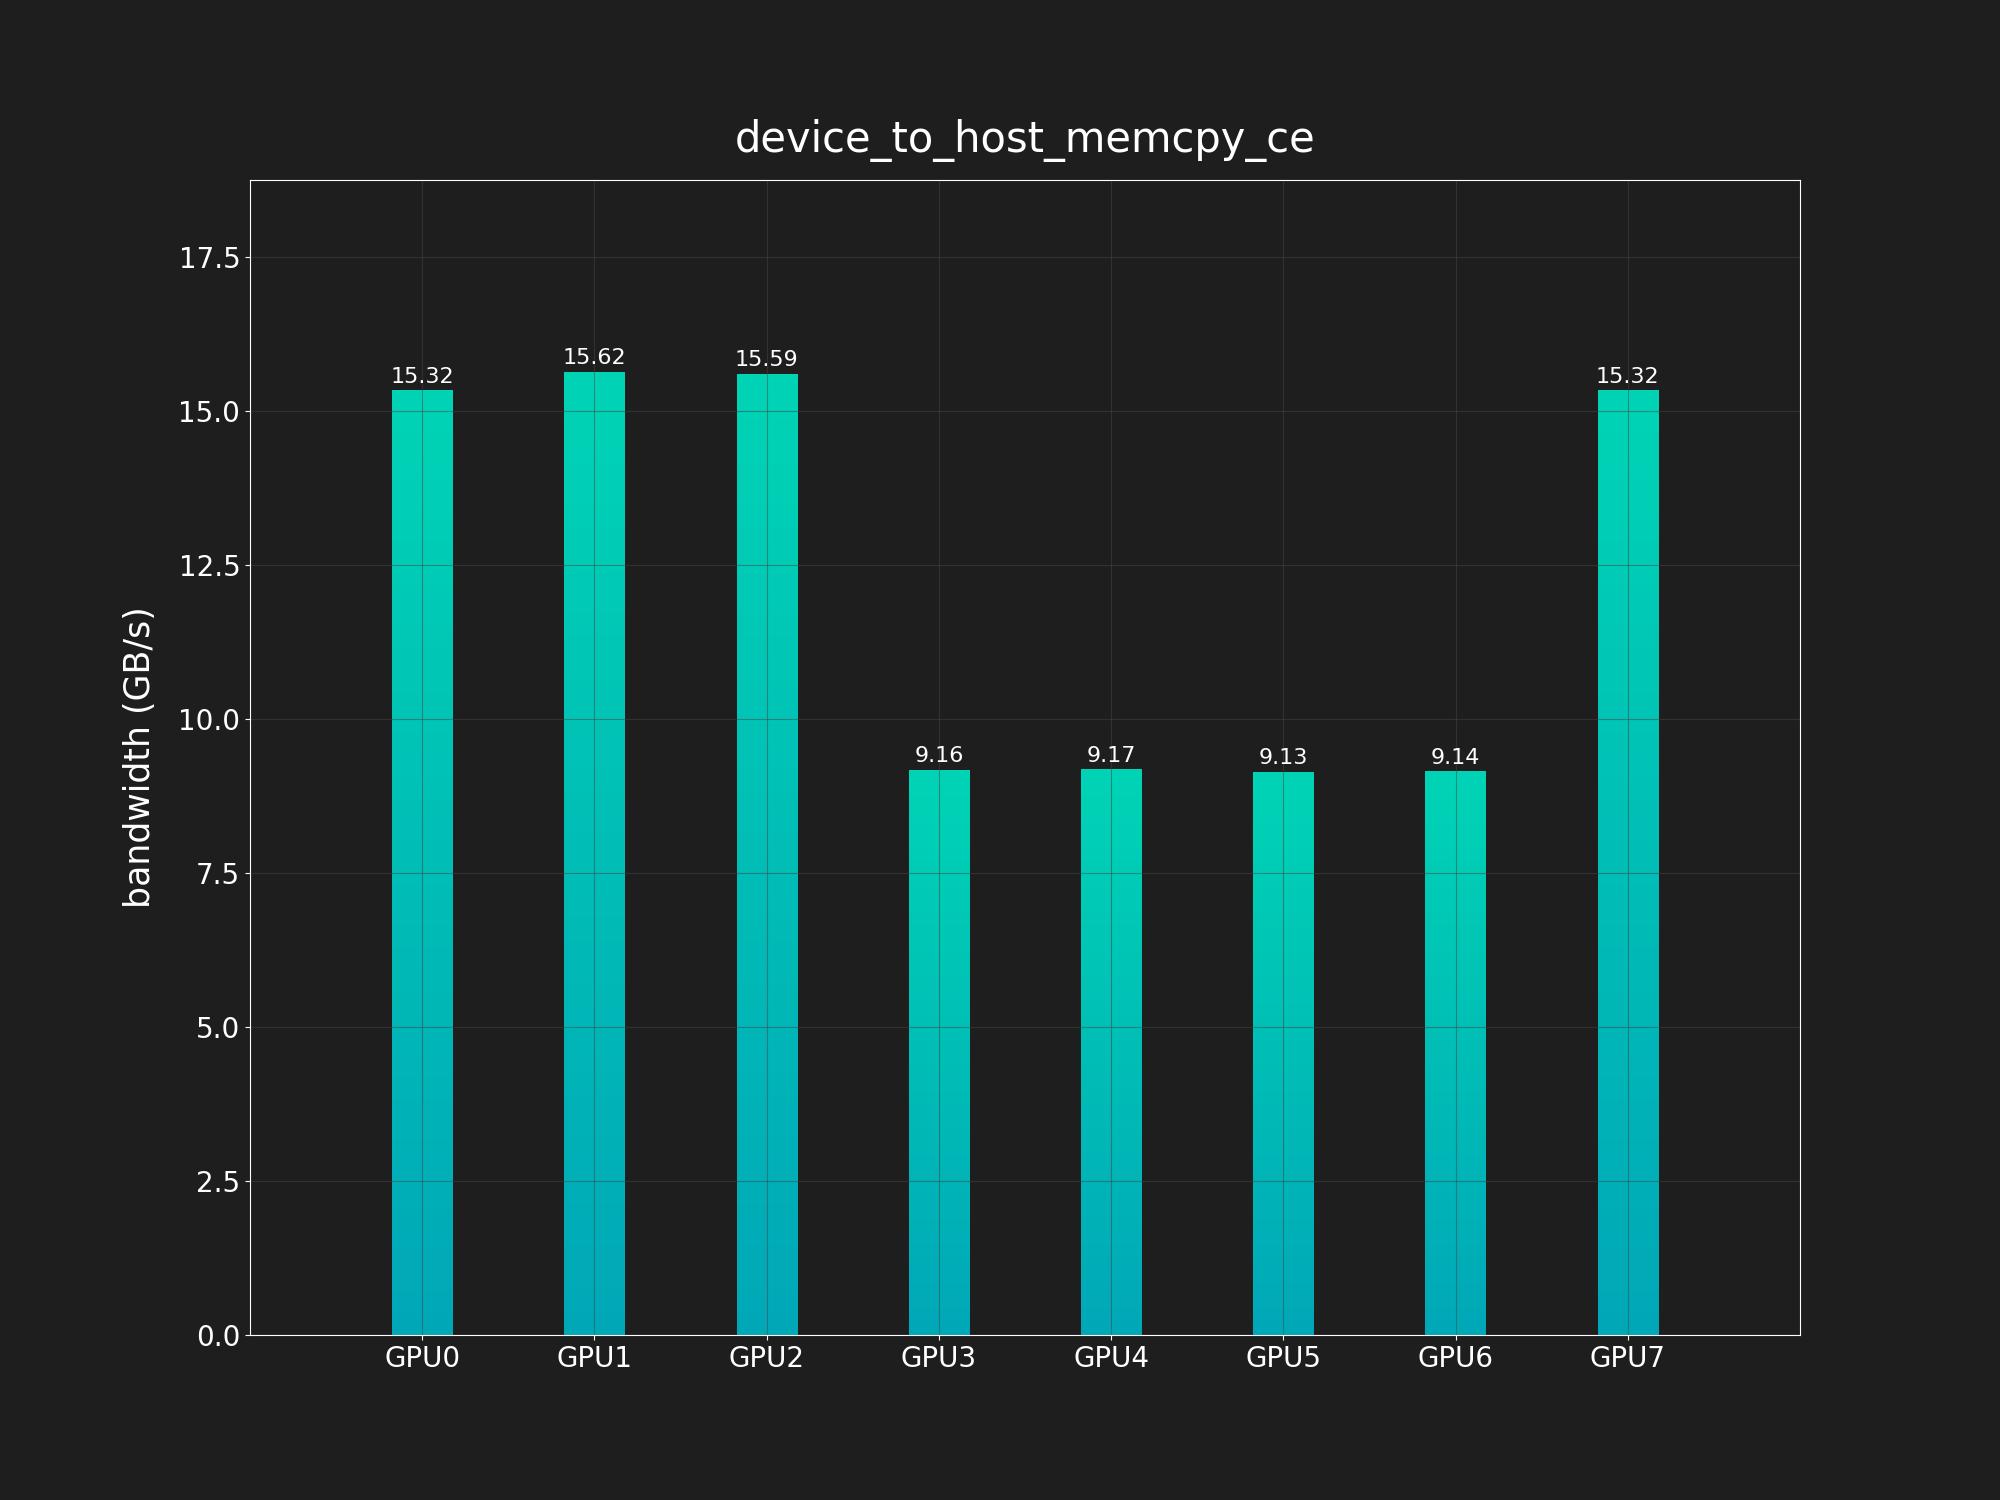 device_to_host_memcpy_ce
bandwidth (GB/s)
17.5
15.0
12.5
10.0
7.5
5.0
2.5
0.0
15.32
15.62
15.59
9.16
9.17
9.13
9.14
15.32
GPU0
GPU1
GPU2
GPU3
GPU4
GPU5
GPU6
GPU7